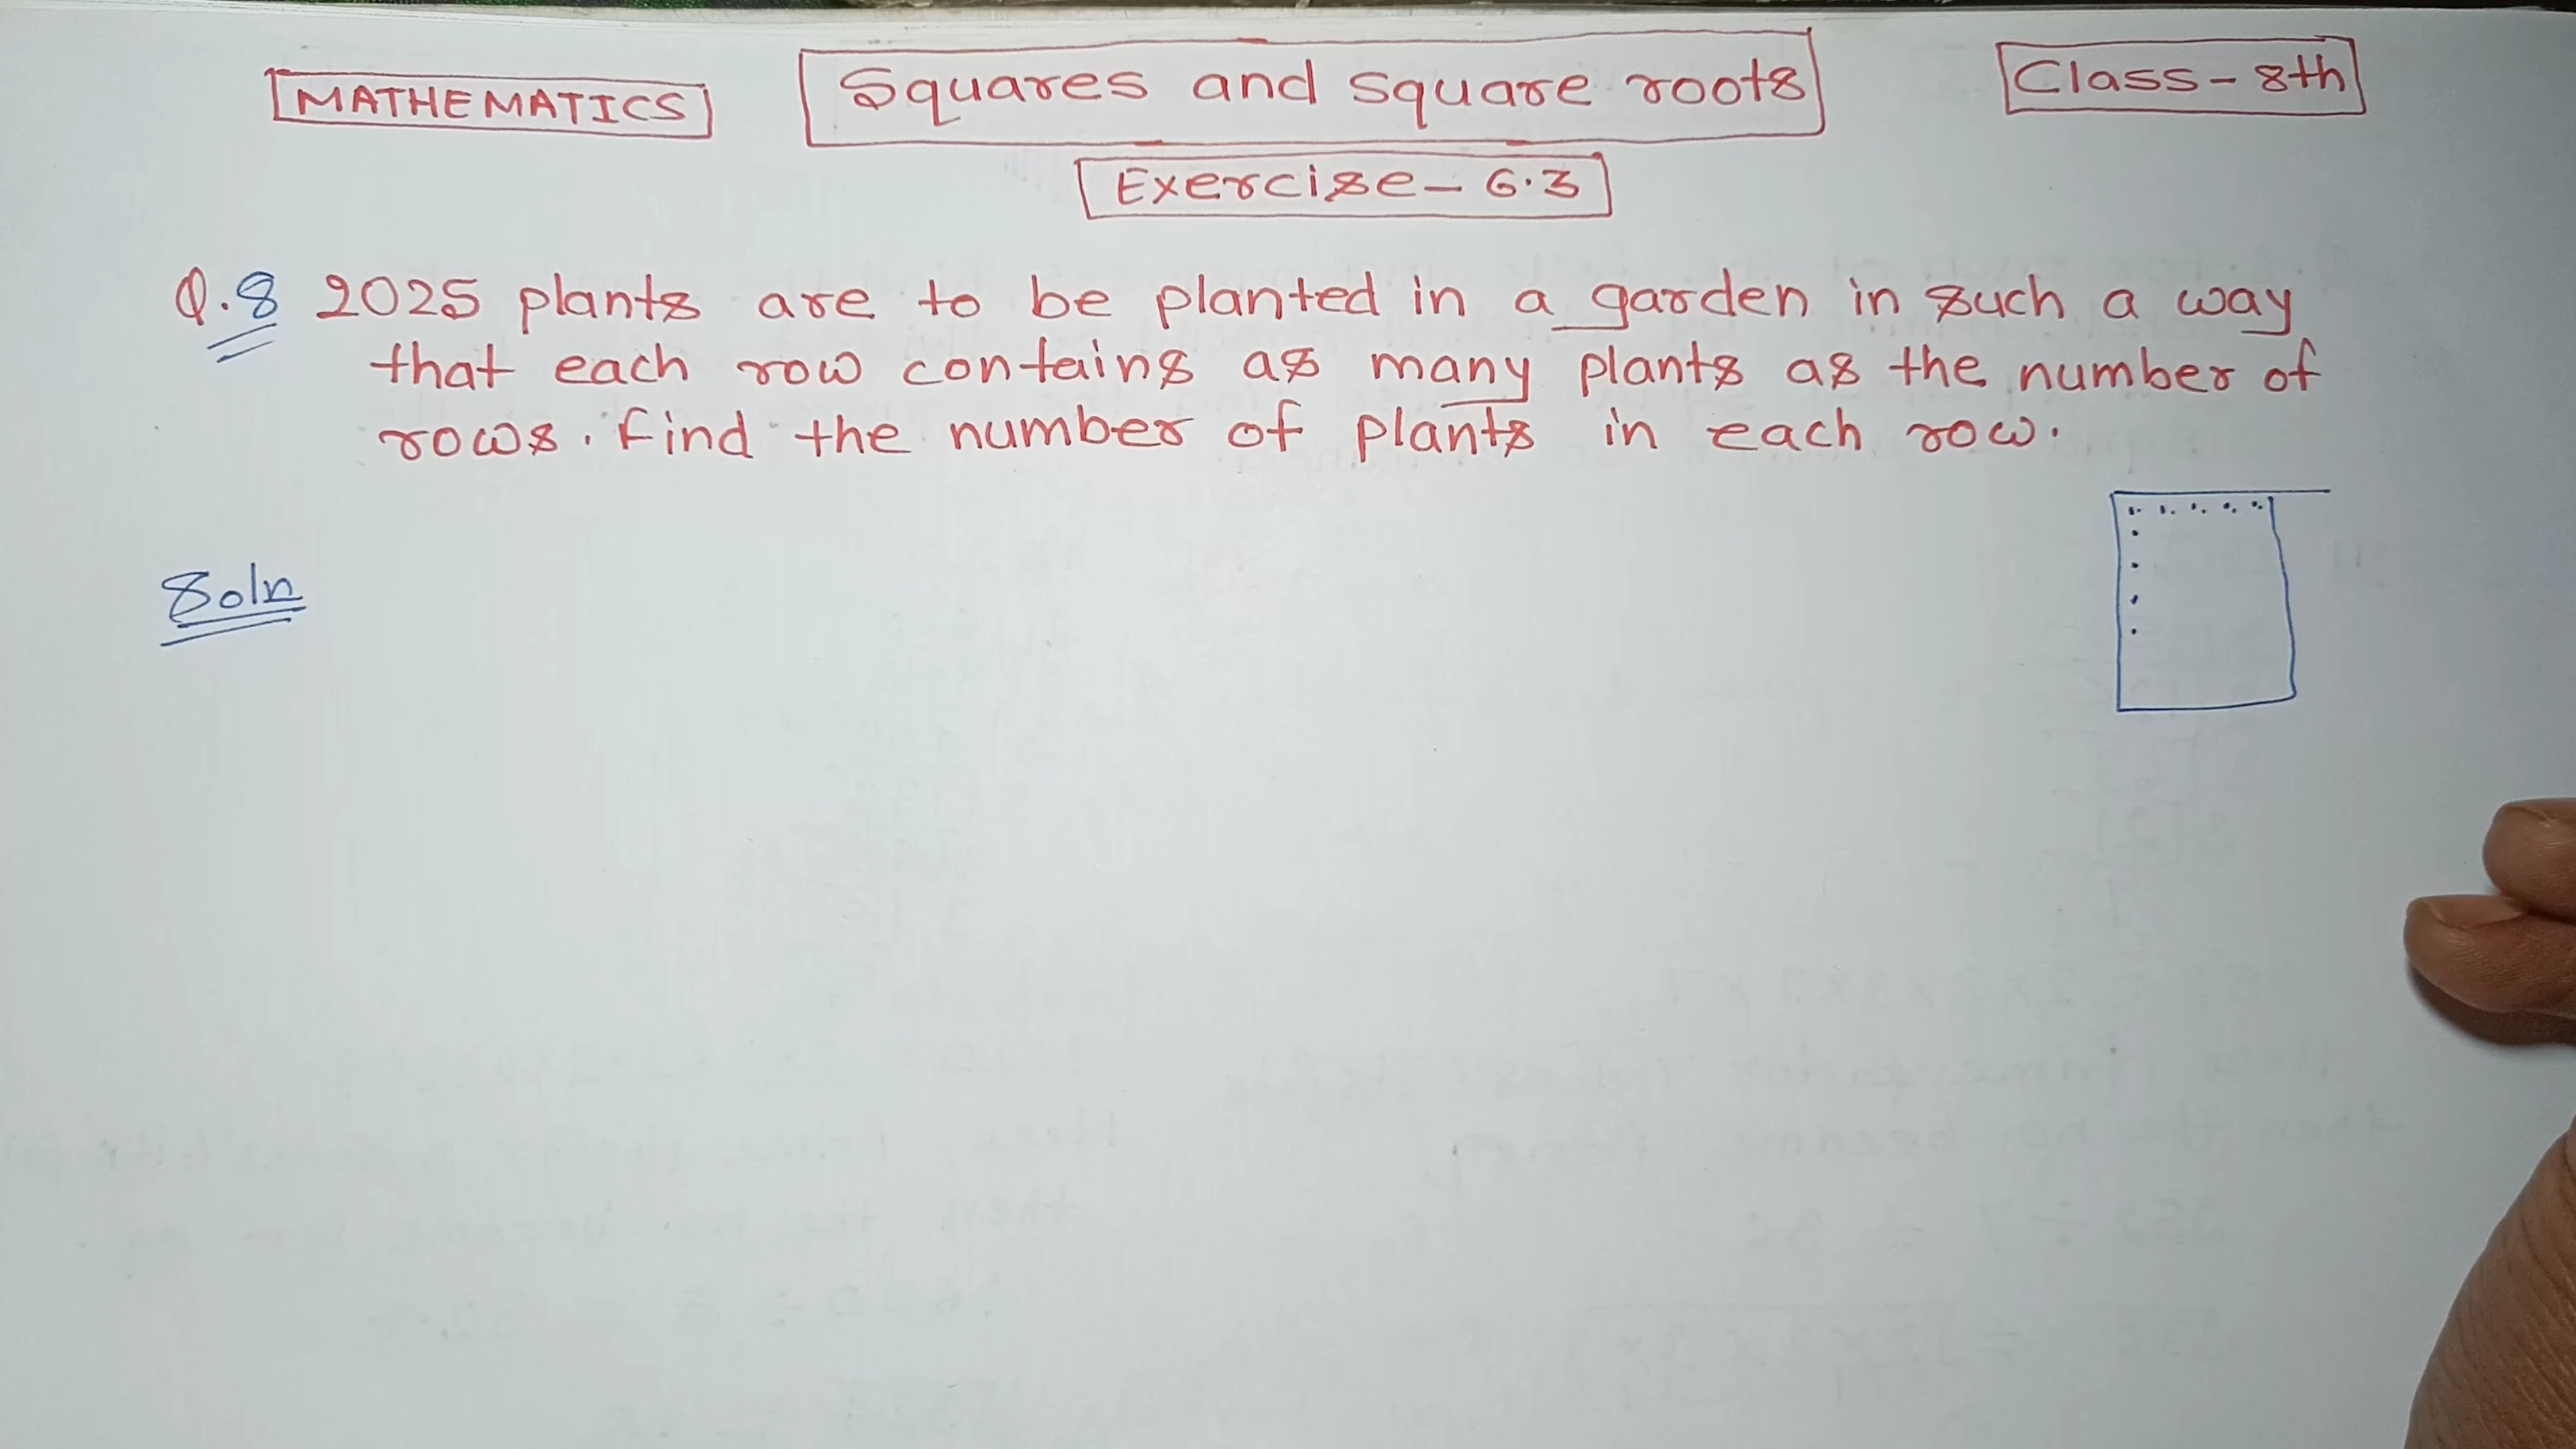 MATHEMATICS
Squares and square roots
Class-8th
Exercise-6.3
Q.8 2025 plants are to be planted in a garden in such a way
that each row contains as many plants as the number of
rows. find the number of plants in each row.
Soln